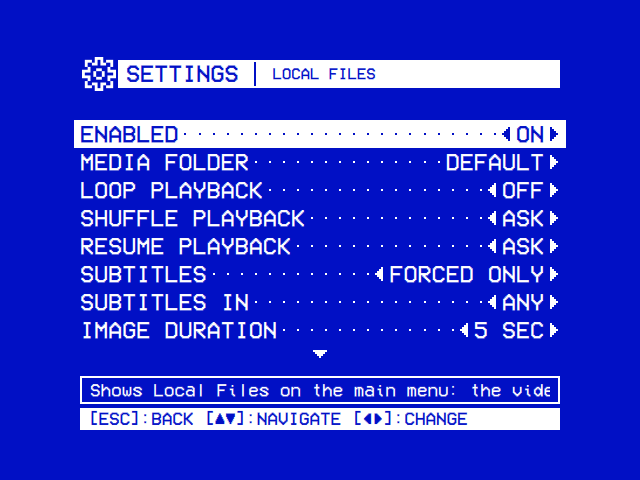 SETTINGS | LOCAL FILES
ENABLED ◀ON▶
MEDIA FOLDER DEFAULT▶
LOOP PLAYBACK ◀OFF▶
SHUFFLE PLAYBACK ◀ASK▶
RESUME PLAYBACK ◀ASK▶
SUBTITLES ◀FORCED ONLY▶
SUBTITLES IN ◀ANY▶
IMAGE DURATION ◀5 SEC▶
Shows Local Files on the main menu: the vide
[ESC]:BACK [▲▼]:NAVIGATE [◀▶]:CHANGE